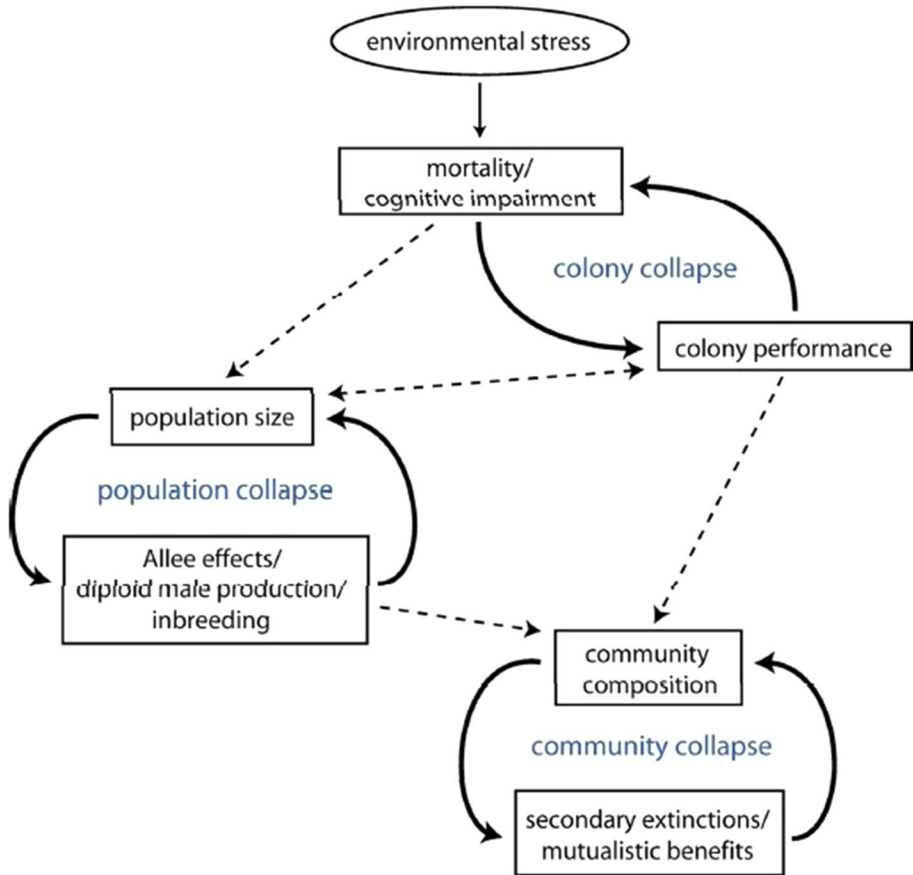 environmental stress
mortality/
cognitive impairment
colony collapse
colony performance
population size
population collapse
Allee effects/
diploid male production/
inbreeding
community
composition
community collapse
secondary extinctions/
mutualistic benefits